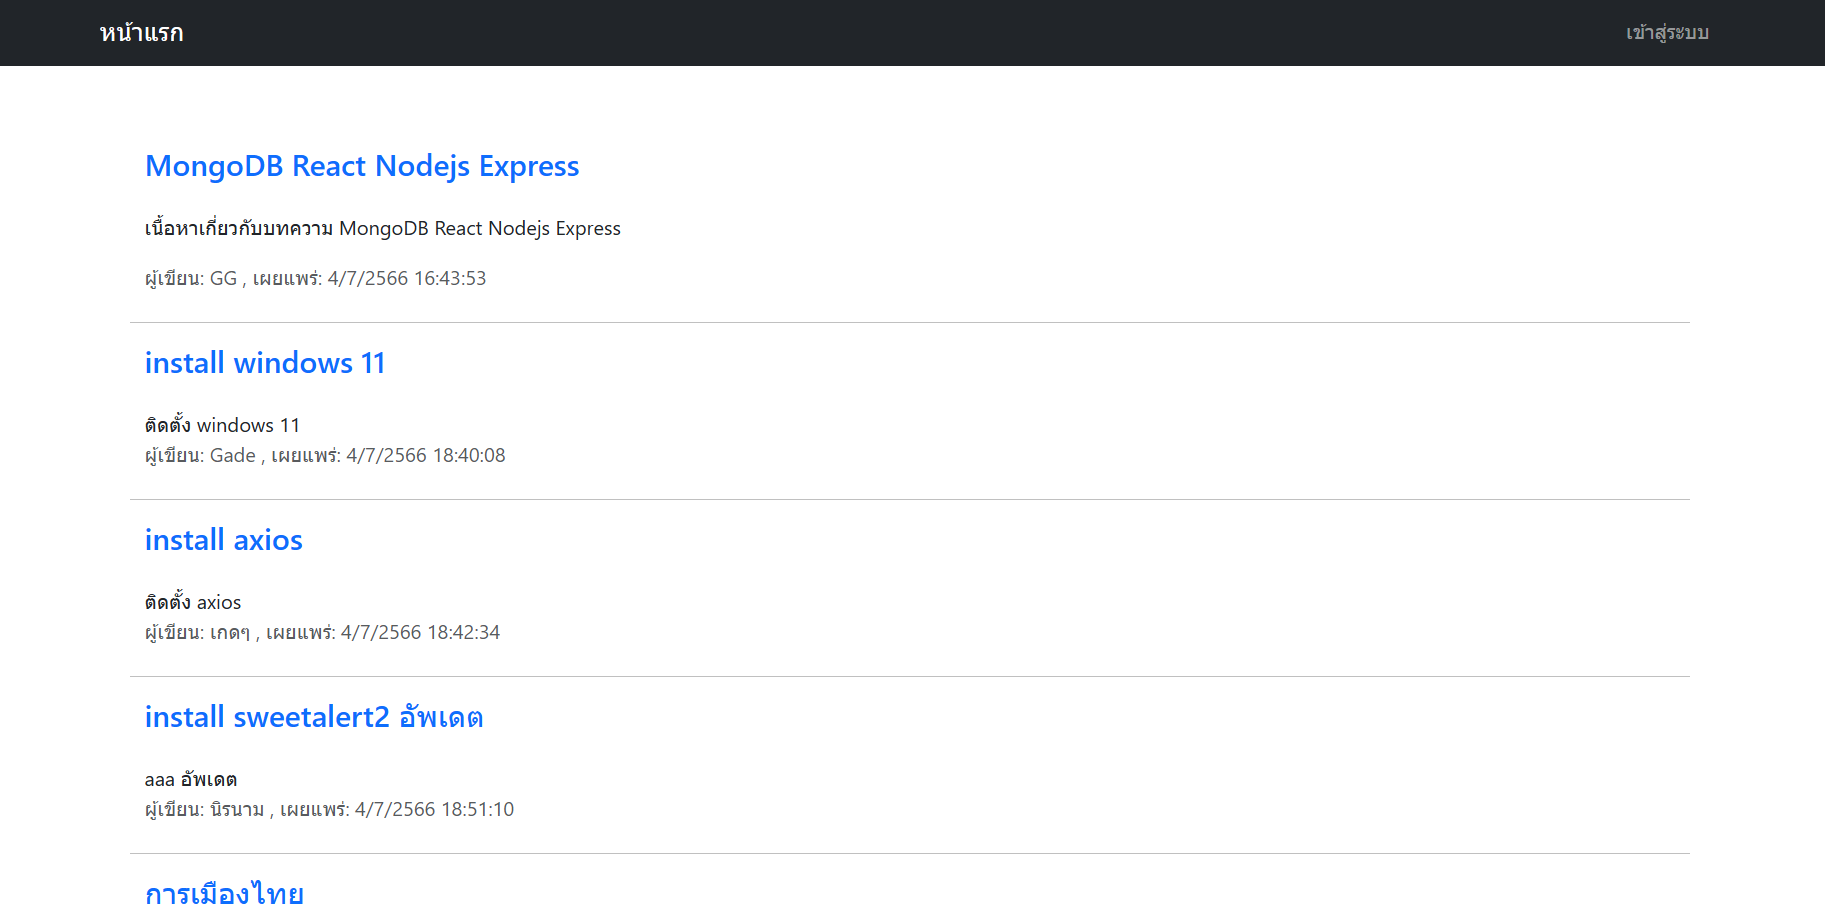 หน้าแรก
เข้าสู่ระบบ
MongoDB React Nodejs Express
เนื้อหาเกี่ยวกับบทความ MongoDB React Nodejs Express
ผู้เขียน: GG , เผยแพร่: 4/7/2566 16:43:53
install windows 11
ติดตั้ง windows 11
ผู้เขียน: Gade , เผยแพร่: 4/7/2566 18:40:08
install axios
ติดตั้ง axios
ผู้เขียน: เกดๆ , เผยแพร่: 4/7/2566 18:42:34
install sweetalert2 อัพเดต
aaa อัพเดต
ผู้เขียน: นิรนาม , เผยแพร่: 4/7/2566 18:51:10
การเมืองไทย